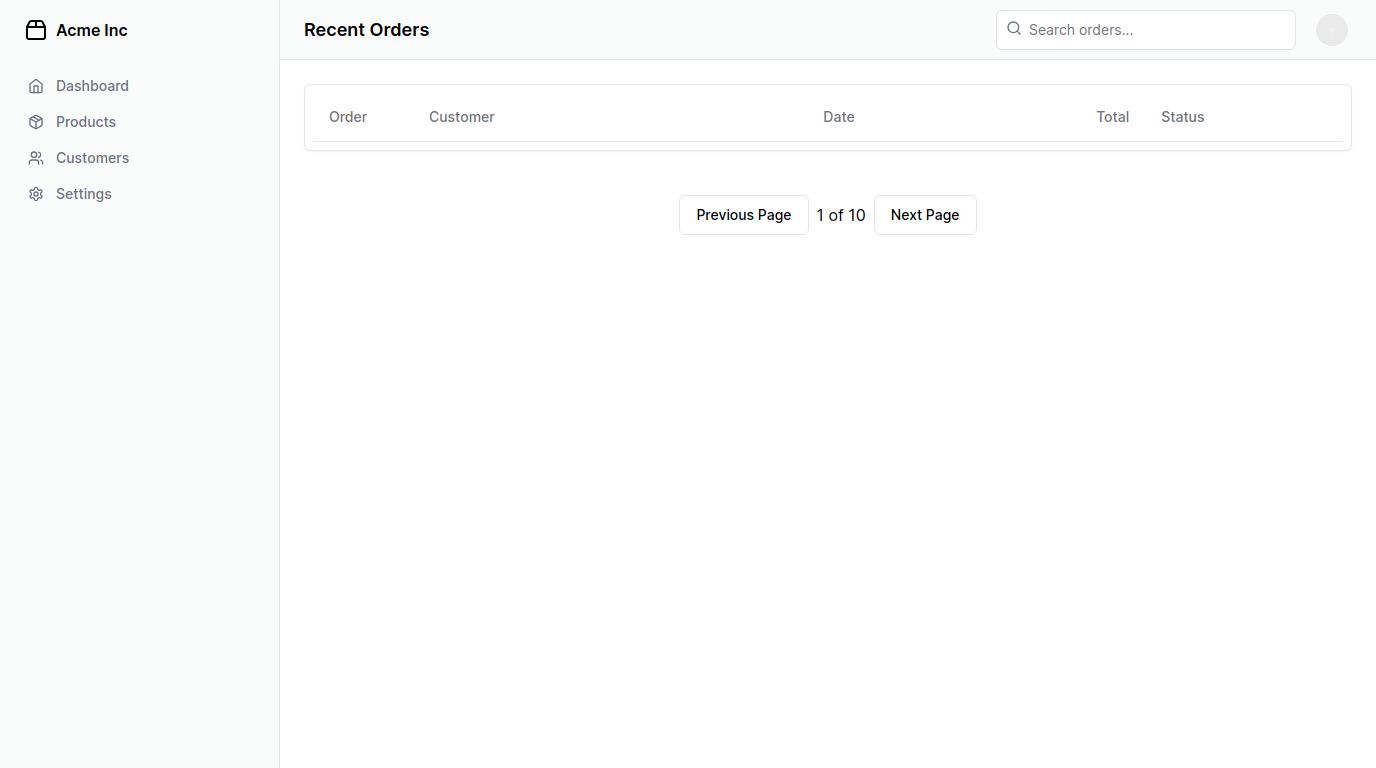 Acme Inc
Dashboard
Products
Customers
Settings
Recent Orders
Search orders...
Order Customer Date Total Status
Previous Page 1 of 10 Next Page